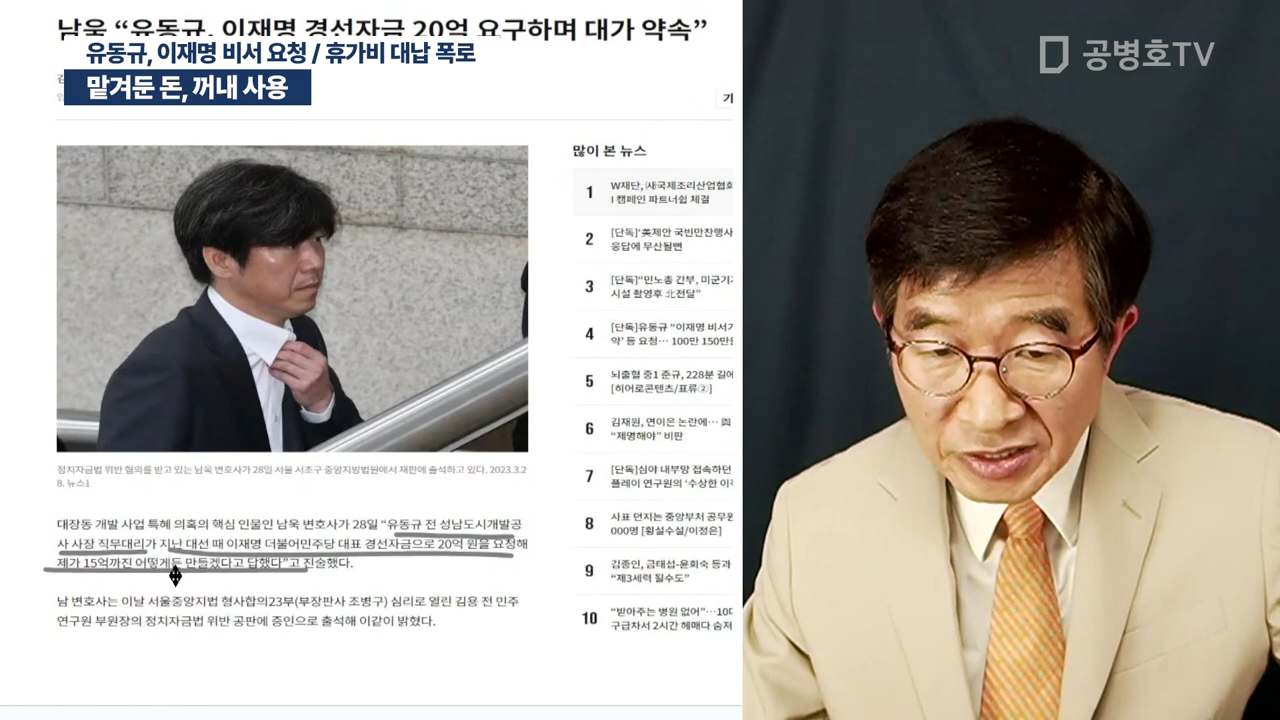 남욱 “유동규, 이재명 경선자금 20억 요구하며 대가 약속”
유동규, 이재명 비서 요청 / 휴가비 대납 폭로
맡겨둔 돈, 꺼내 사용
공병호TV
가
많이 본 뉴스
1 W재단, ㈔국제조리산업협회
I 캠페인 파트너쉽 체결
2 [단독]‘美제안 국빈만찬행사
응답에 무산될뻔
3 [단독]“민노총 간부, 미군기지
시설 촬영후 北전달”
4 [단독]유동규 “이재명 비서가
약’ 등 요청… 100만 150만원
5 뇌출혈 중1 준규, 228분 길에
[히어로콘텐츠/표류②]
6 김재원, 연이은 논란에… 與
“제명해야” 비판
7 [단독]심야 내부망 접속하던
플레이 연구원의 ‘수상한 이직
8 사표 던지는 중앙부처 공무원
000명 [횡설수설/이정은]
9 김종인, 금태섭-윤희숙 등과
“제3세력 될수도”
10 “받아주는 병원 없어”…10대
구급차서 2시간 헤매다 숨져
정치자금법 위반 혐의를 받고 있는 남욱 변호사가 28일 서울 서초구 중앙지방법원에서 재판에 출석하고 있다. 2023.3.2
8. 뉴스1
대장동 개발 사업 특혜 의혹의 핵심 인물인 남욱 변호사가 28일 “유동규 전 성남도시개발공
사 사장 직무대리가 지난 대선 때 이재명 더불어민주당 대표 경선자금으로 20억 원을 요청해
제가 15억까진 어떻게든 만들겠다고 답했다”고 진술했다.
남 변호사는 이날 서울중앙지법 형사합의23부(부장판사 조병구) 심리로 열린 김용 전 민주
연구원 부원장의 정치자금법 위반 공판에 증인으로 출석해 이같이 밝혔다.